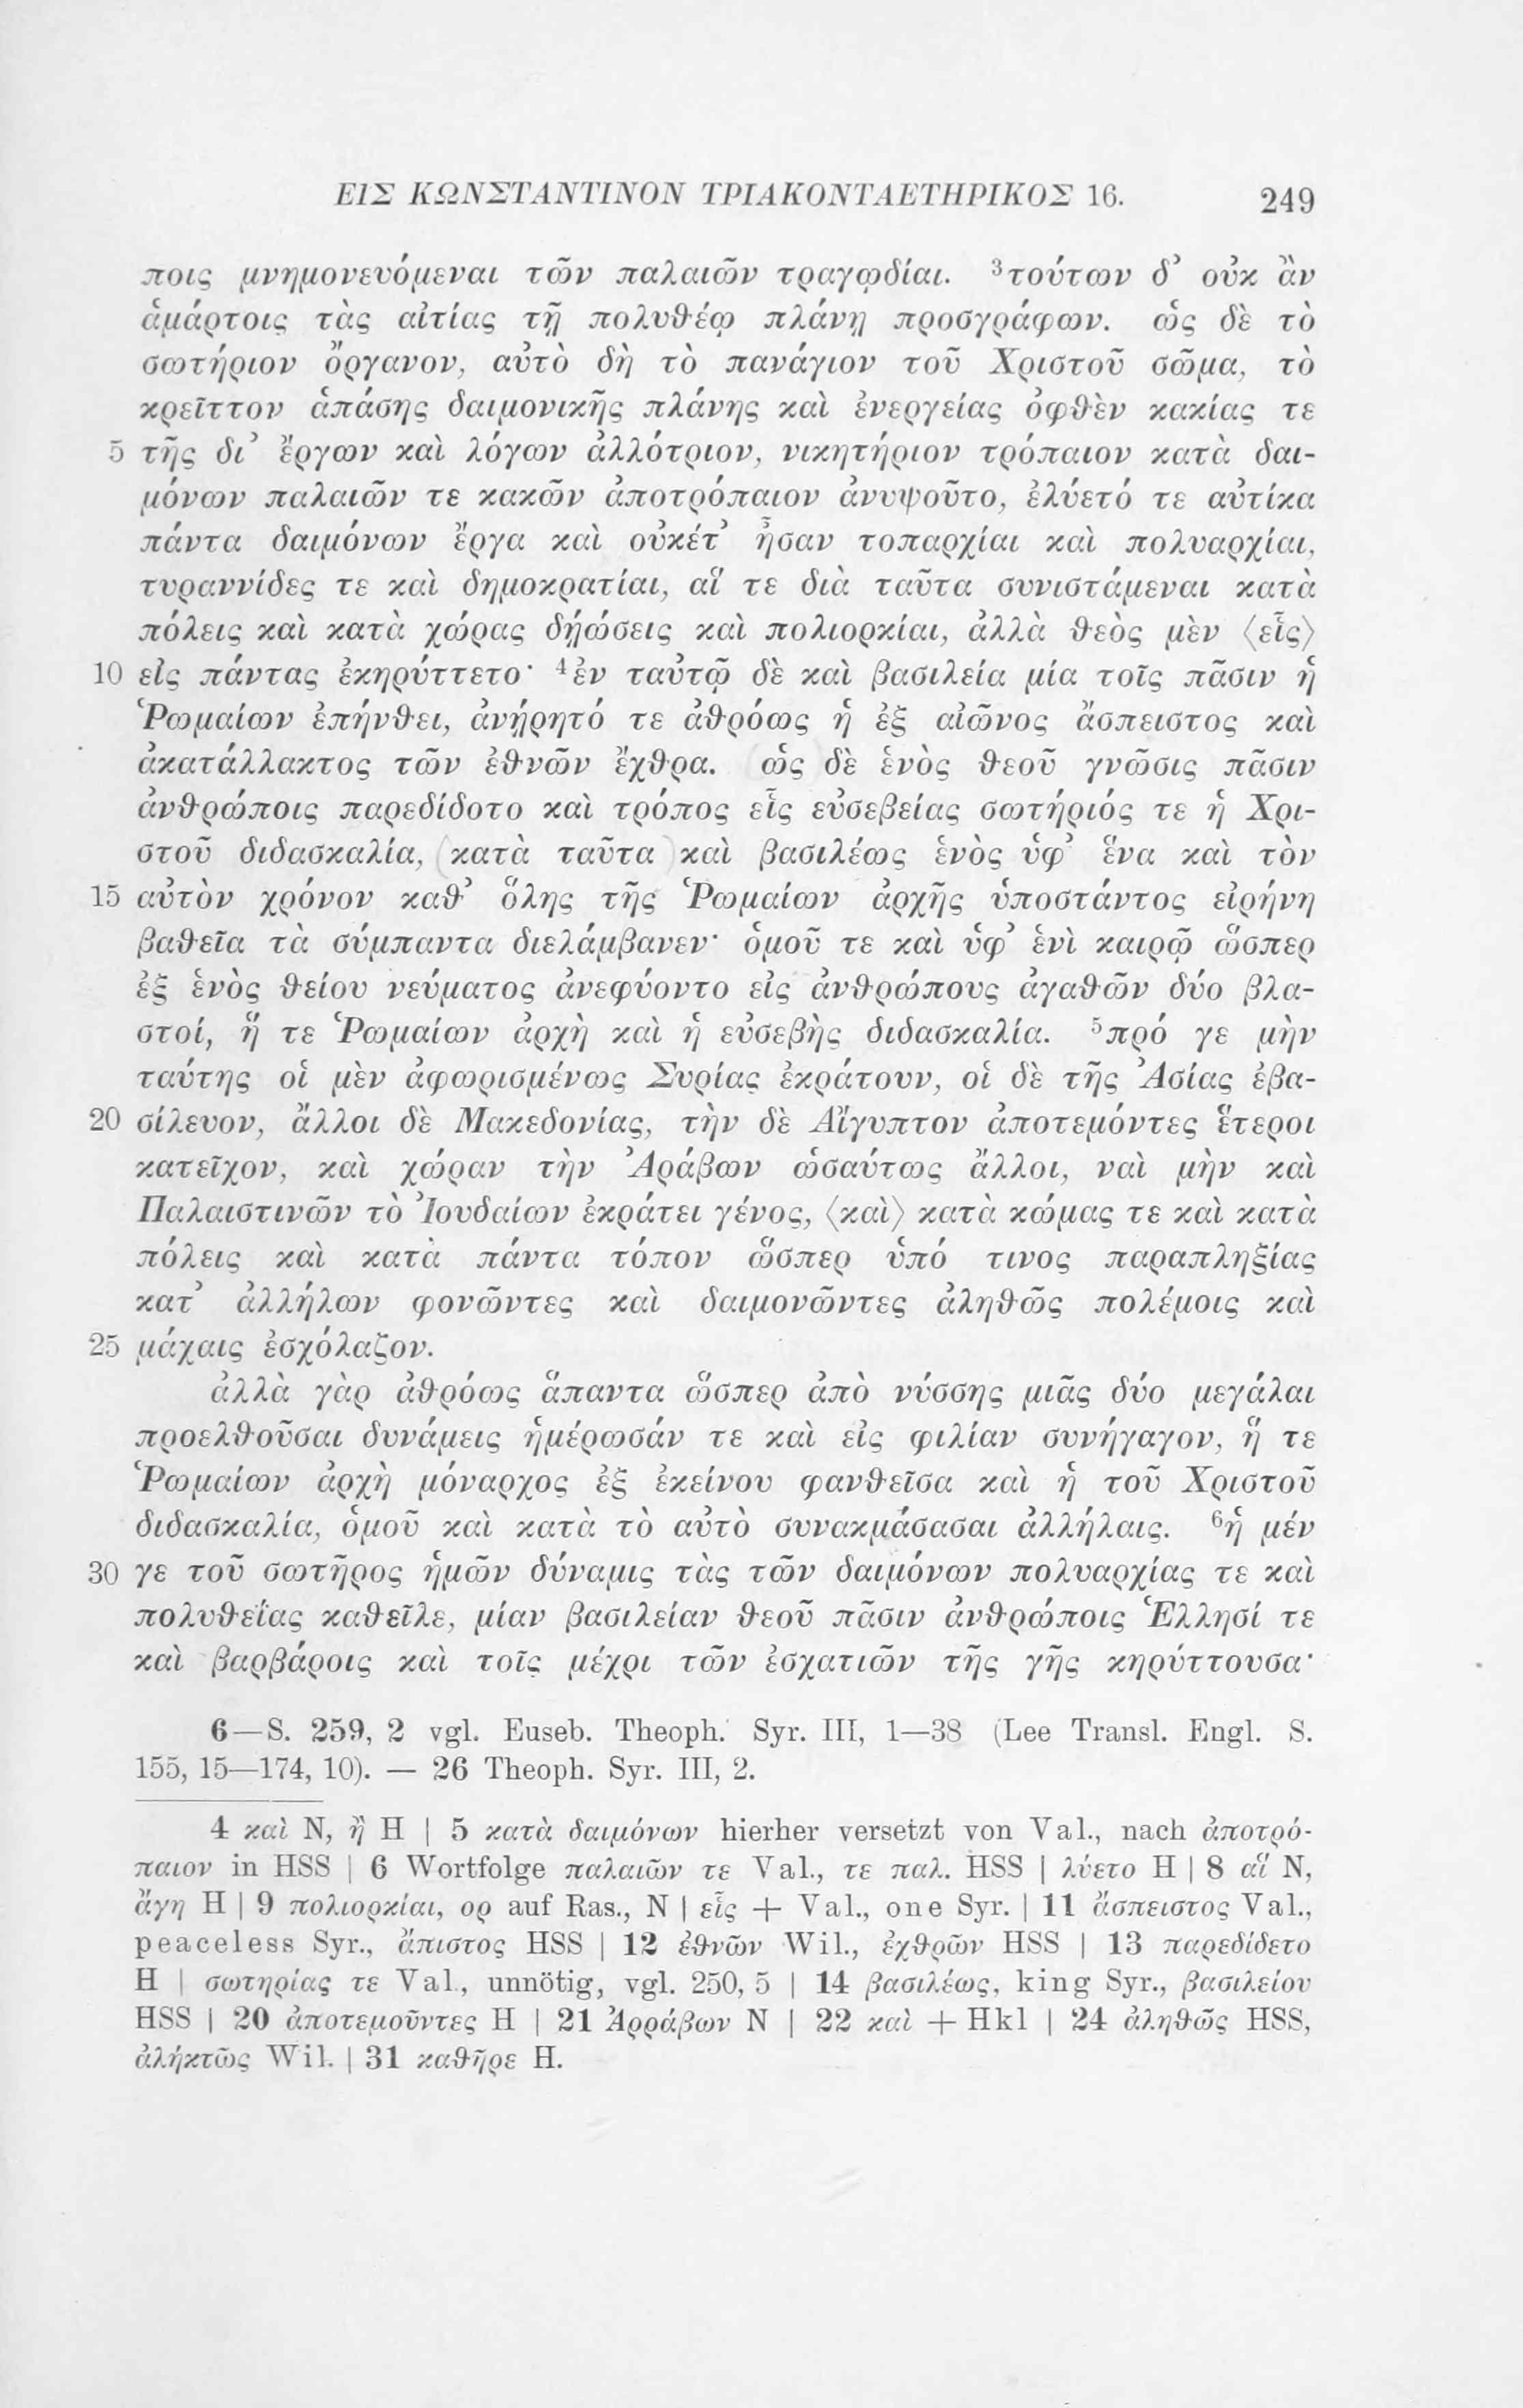 ΕΙΣ ΚΩΝΣΤΑΝΤΙΝΟΝ ΤΡΙΑΚΟΝΤΑΕΤΗΡΙΚΟΣ 16. 249
ποις μνημονευόμεναι τῶν παλαιῶν τραγῳδίαι. ³τούτων δ’ οὐκ ἂν
ἁμάρτοις τὰς αἰτίας τῇ πολυθέῳ πλάνῃ προσγράφων. ὡς δὲ τὸ
σωτήριον ὄργανον, αὐτὸ δὴ τὸ πανάγιον τοῦ Χριστοῦ σῶμα, τὸ
κρεῖττον ἁπάσης δαιμονικῆς πλάνης καὶ ἐνεργείας ὀφθὲν κακίας τε
5 τῆς δι’ ἔργων καὶ λόγων ἀλλότριον, νικητήριον τρόπαιον κατὰ δαι-
μόνων παλαιῶν τε κακῶν ἀποτρόπαιον ἀνυψοῦτο, ἐλύετό τε αὐτίκα
πάντα δαιμόνων ἔργα καὶ οὐκέτ’ ἦσαν τοπαρχίαι καὶ πολυαρχίαι,
τυραννίδες τε καὶ δημοκρατίαι, αἵ τε διὰ ταῦτα συνιστάμεναι κατὰ
πόλεις καὶ κατὰ χώρας δῃώσεις καὶ πολιορκίαι, ἀλλὰ θεὸς μὲν ⟨εἷς⟩
10 εἰς πάντας ἐκηρύττετο· ⁴ἐν ταὐτῷ δὲ καὶ βασιλεία μία τοῖς πᾶσιν ἡ
Ῥωμαίων ἐπήνθει, ἀνῄρητό τε ἀθρόως ἡ ἐξ αἰῶνος ἄσπειστος καὶ
ἀκατάλλακτος τῶν ἐθνῶν ἔχθρα. ὡς δὲ ἑνὸς θεοῦ γνῶσις πᾶσιν
ἀνθρώποις παρεδίδοτο καὶ τρόπος εἷς εὐσεβείας σωτήριός τε ἡ Χρι-
στοῦ διδασκαλία, κατὰ ταῦτα καὶ βασιλέως ἑνὸς ὑφ’ ἕνα καὶ τὸν
15 αὐτὸν χρόνον καθ’ ὅλης τῆς Ῥωμαίων ἀρχῆς ὑποστάντος εἰρήνη
βαθεῖα τὰ σύμπαντα διελάμβανεν· ὁμοῦ τε καὶ ὑφ’ ἑνὶ καιρῷ ὥσπερ
ἐξ ἑνὸς θείου νεύματος ἀνεφύοντο εἰς ἀνθρώπους ἀγαθῶν δύο βλα-
στοί, ἥ τε Ῥωμαίων ἀρχὴ καὶ ἡ εὐσεβὴς διδασκαλία. ⁵πρό γε μὴν
ταύτης οἱ μὲν ἀφωρισμένως Συρίας ἐκράτουν, οἱ δὲ τῆς Ἀσίας ἐβα-
20 σίλευον, ἄλλοι δὲ Μακεδονίας, τὴν δὲ Αἴγυπτον ἀποτεμόντες ἕτεροι
κατεῖχον, καὶ χώραν τὴν Ἀράβων ὡσαύτως ἄλλοι, ναὶ μὴν καὶ
Παλαιστινῶν τὸ Ἰουδαίων ἐκράτει γένος, ⟨καὶ⟩ κατὰ κώμας τε καὶ κατὰ
πόλεις καὶ κατὰ πάντα τόπον ὥσπερ ὑπό τινος παραπληξίας
κατ’ ἀλλήλων φονῶντες καὶ δαιμονῶντες ἀληθῶς πολέμοις καὶ
25 μάχαις ἐσχόλαζον.
ἀλλὰ γὰρ ἀθρόως ἅπαντα ὥσπερ ἀπὸ νύσσης μιᾶς δύο μεγάλαι
προελθοῦσαι δυνάμεις ἡμέρωσάν τε καὶ εἰς φιλίαν συνήγαγον, ἥ τε
Ῥωμαίων ἀρχὴ μόναρχος ἐξ ἐκείνου φανθεῖσα καὶ ἡ τοῦ Χριστοῦ
διδασκαλία, ὁμοῦ καὶ κατὰ τὸ αὐτὸ συνακμάσασαι ἀλλήλαις. ⁶ἡ μέν
30 γε τοῦ σωτῆρος ἡμῶν δύναμις τὰς τῶν δαιμόνων πολυαρχίας τε καὶ
πολυθεΐας καθεῖλε, μίαν βασιλείαν θεοῦ πᾶσιν ἀνθρώποις Ἕλλησί τε
καὶ βαρβάροις καὶ τοῖς μέχρι τῶν ἐσχατιῶν τῆς γῆς κηρύττουσα·
6—S. 259, 2 vgl. Euseb. Theoph. Syr. III, 1—38 (Lee Transl. Engl. S.
155, 15—174, 10). — 26 Theoph. Syr. III, 2.
4 καὶ N, ἢ H | 5 κατὰ δαιμόνων hierher versetzt von Val., nach ἀποτρό-
παιον in HSS | 6 Wortfolge παλαιῶν τε Val., τε παλ. HSS | λύετο H | 8 αἵ N,
ἄγη H | 9 πολιορκίαι, ορ auf Ras., N | εἷς + Val., one Syr. | 11 ἄσπειστος Val.,
peaceless Syr., ἄπιστος HSS | 12 ἐθνῶν Wil., ἐχθρῶν HSS | 13 παρεδίδετο
H | σωτηρίας τε Val., unnötig, vgl. 250, 5 | 14 βασιλέως, king Syr., βασιλείου
HSS | 20 ἀποτεμοῦντες H | 21 Ἀρράβων N | 22 καὶ + Hkl | 24 ἀληθῶς HSS,
ἀλήκτως Wil. | 31 καθῆρε H.